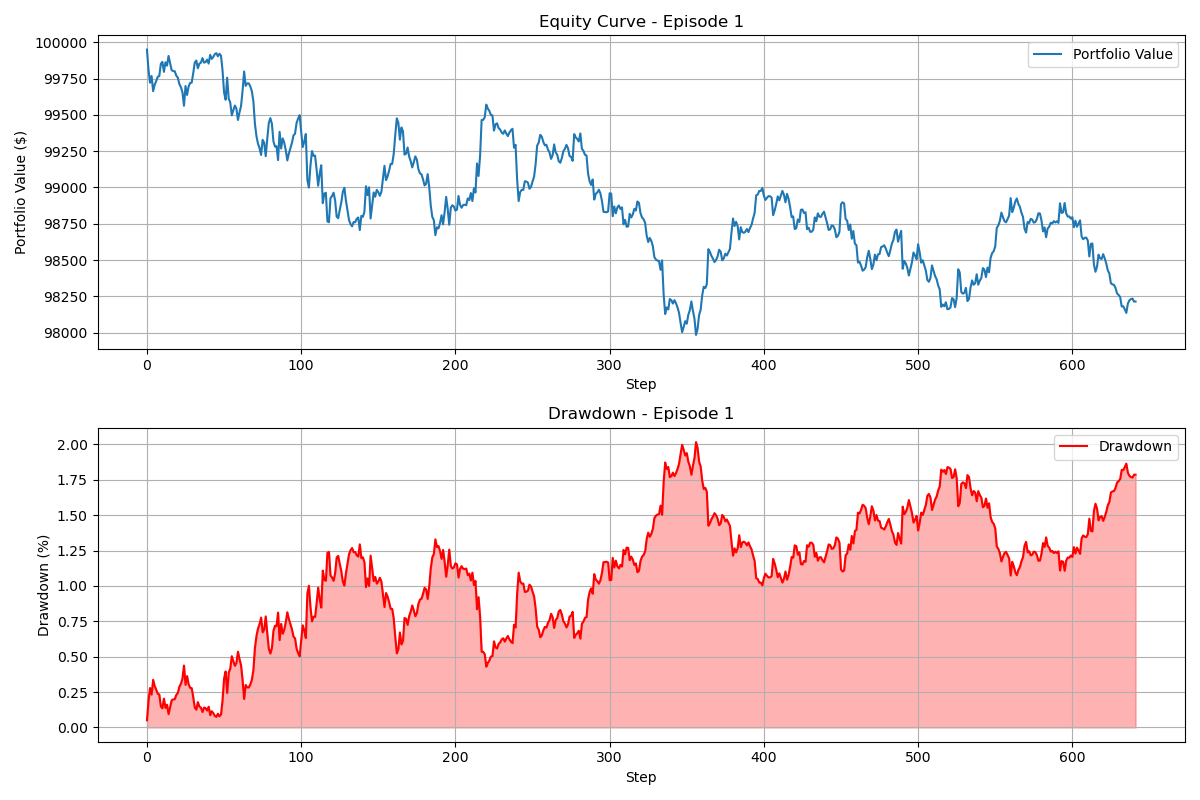 Equity Curve - Episode 1
Portfolio Value ($)
100000
99750
99500
99250
99000
98750
98500
98250
98000
Portfolio Value
0 100 200 300 400 500 600
Step
Drawdown - Episode 1
Drawdown (%)
2.00
1.75
1.50
1.25
1.00
0.75
0.50
0.25
0.00
Drawdown
0 100 200 300 400 500 600
Step